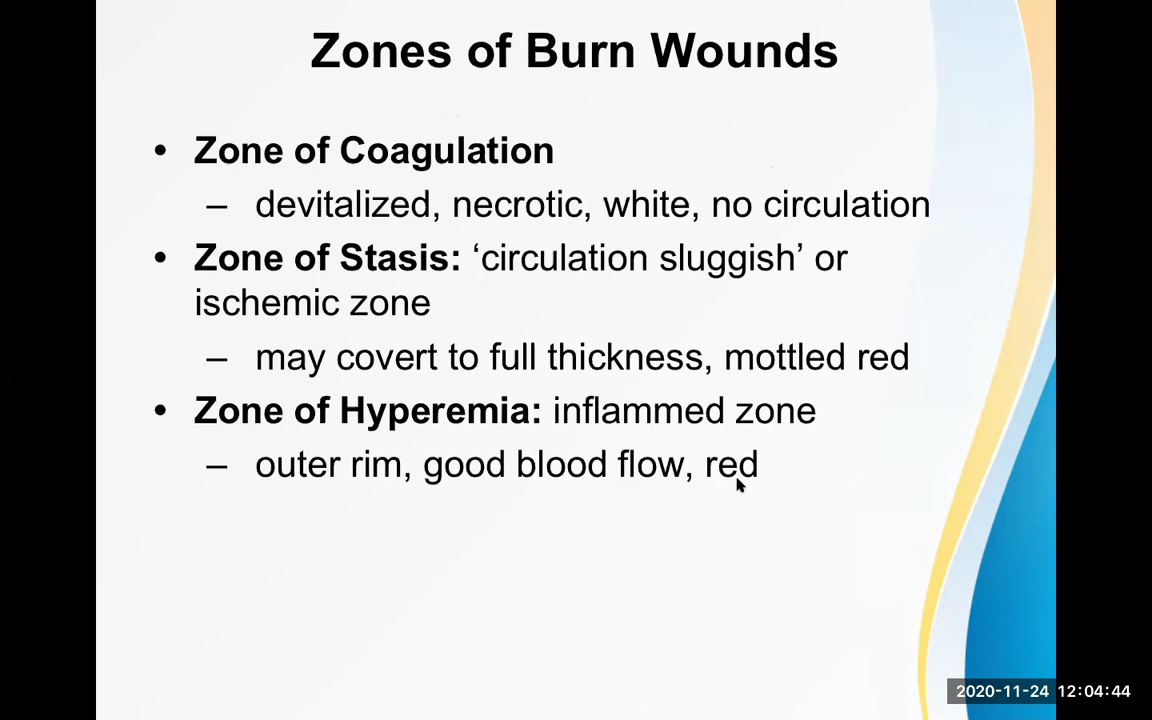 Zones of Burn Wounds
• Zone of Coagulation
– devitalized, necrotic, white, no circulation
• Zone of Stasis: ‘circulation sluggish’ or
ischemic zone
– may covert to full thickness, mottled red
• Zone of Hyperemia: inflammed zone
– outer rim, good blood flow, red
2020-11-24 12:04:44